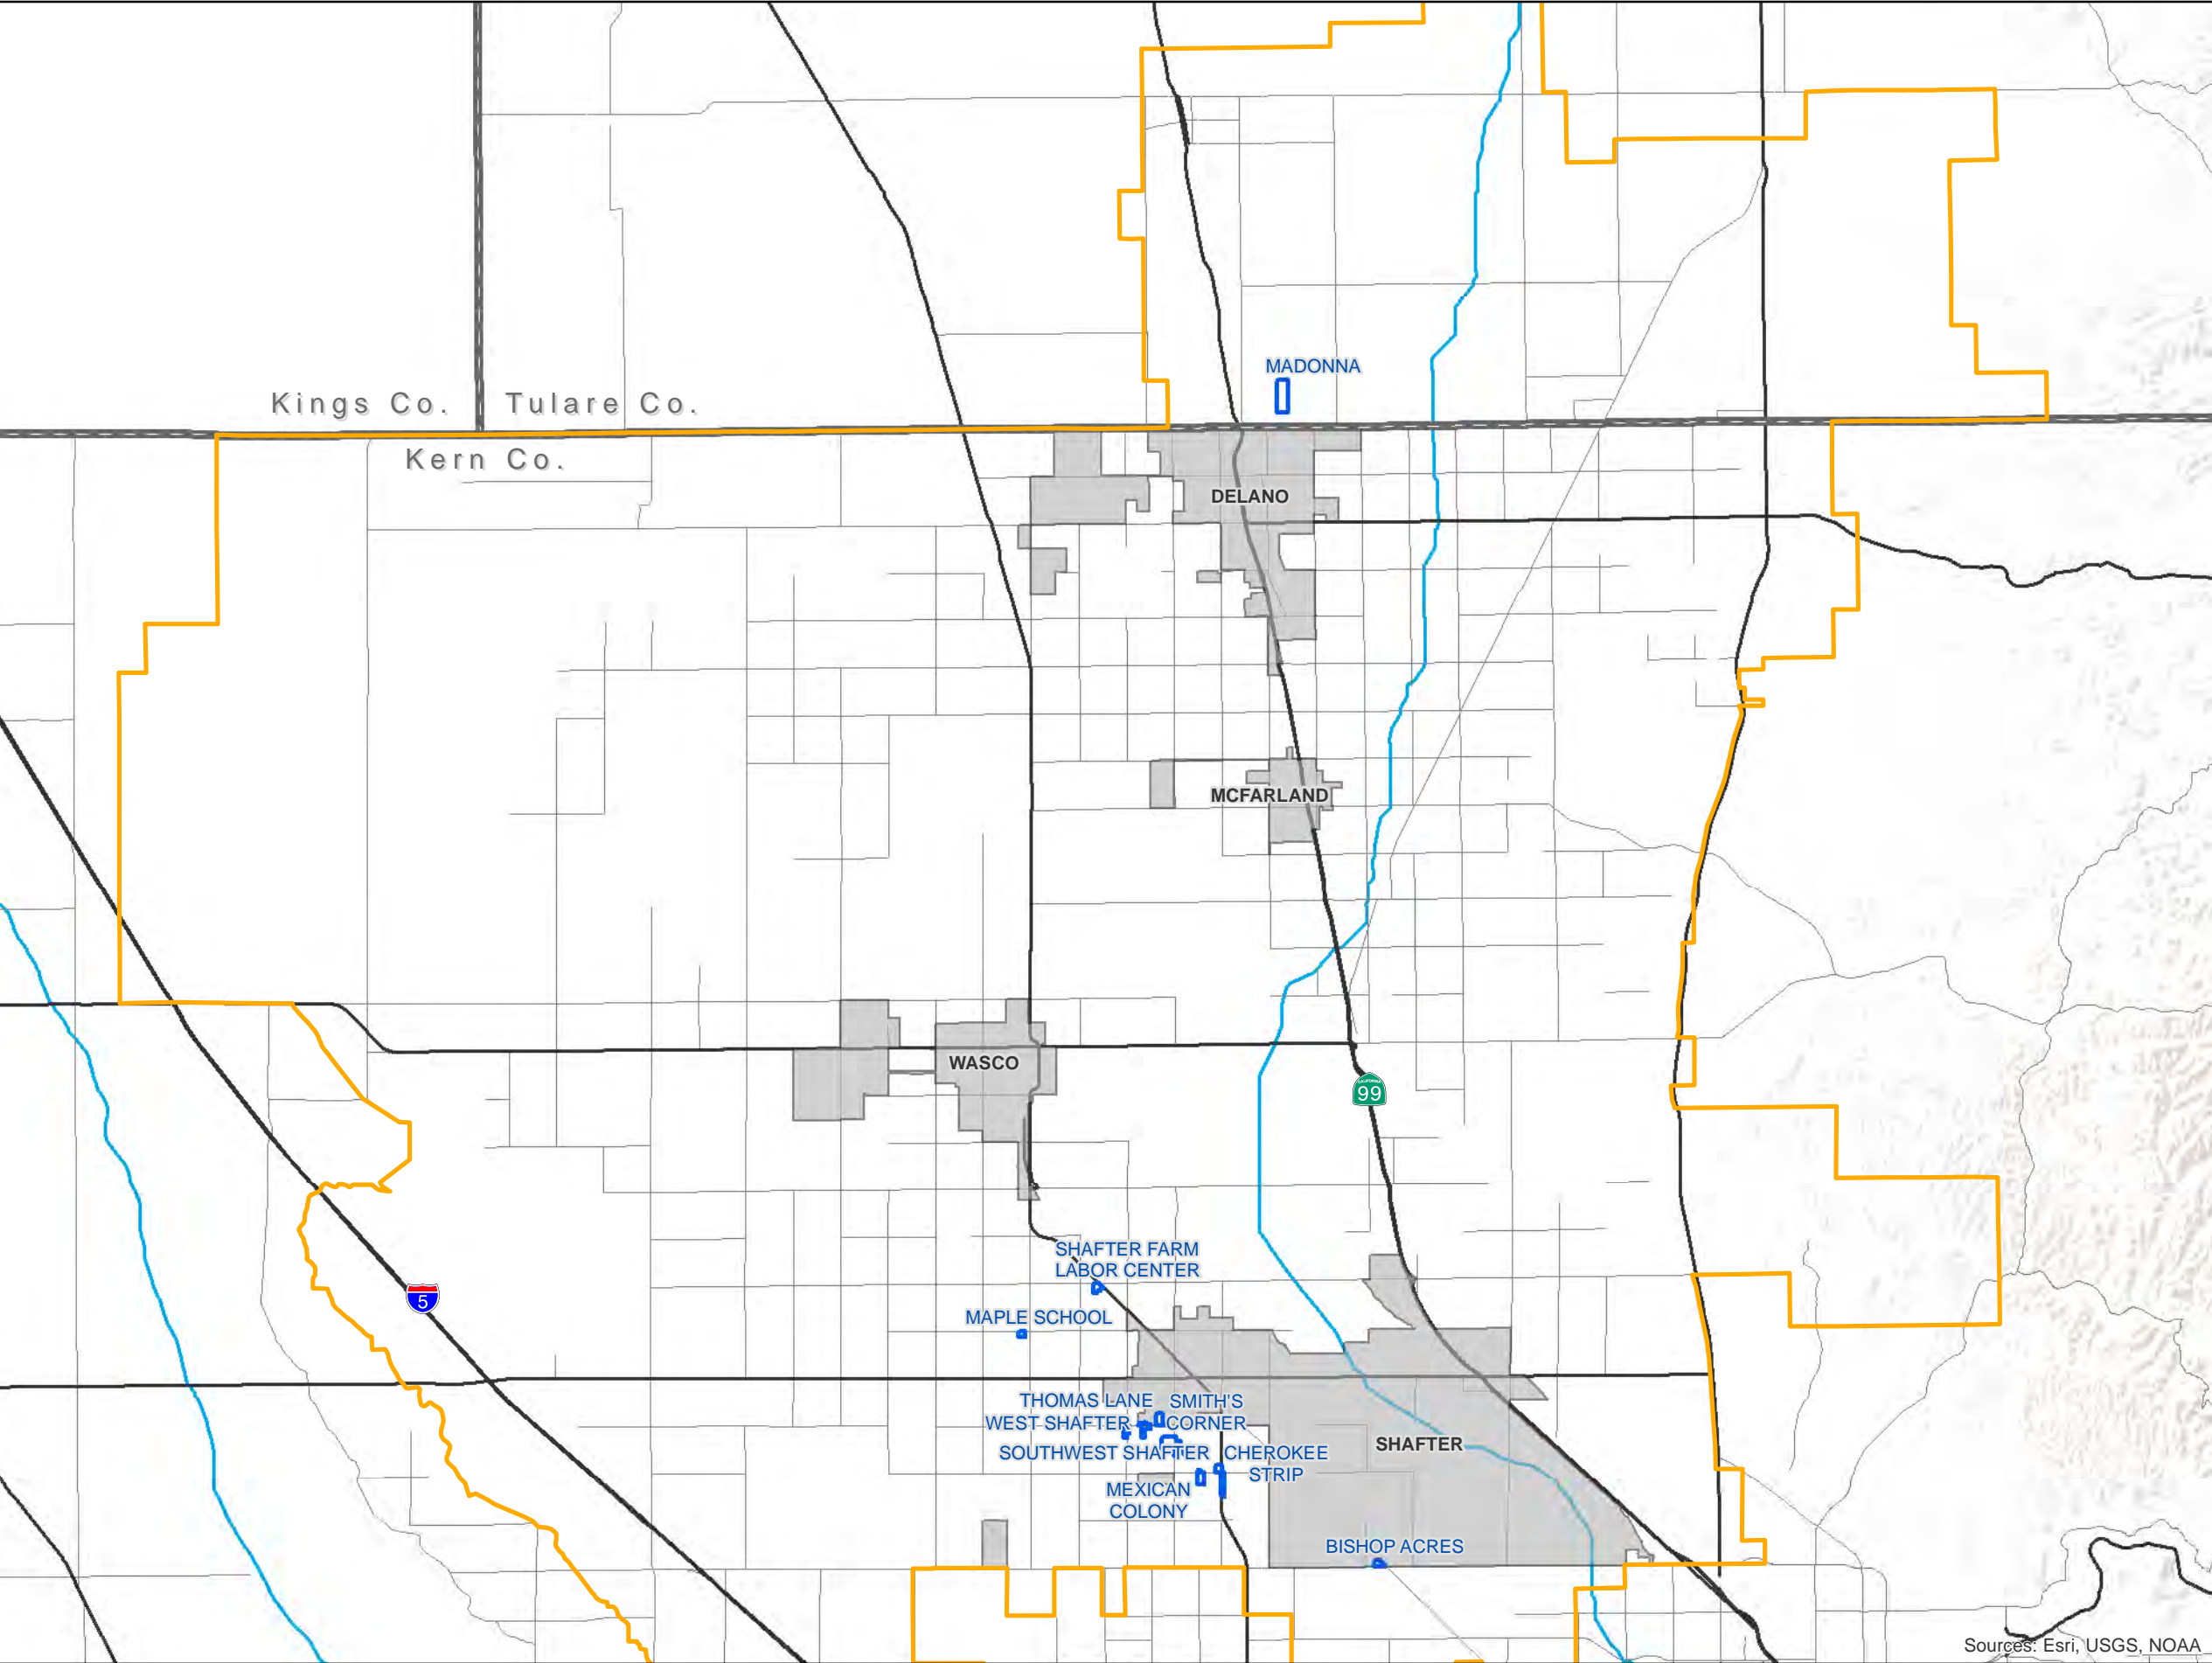 MADONNA
Kings Co.
Tulare Co.
Kern Co.
DELANO
MCFARLAND
WASCO
CALIFORNIA
99
SHAFTER FARM
LABOR CENTER
5
MAPLE SCHOOL
THOMAS LANE
SMITH'S
CORNER
WEST SHAFTER
SOUTHWEST SHAFTER
SHAFTER
CHEROKEE
STRIP
MEXICAN
COLONY
BISHOP ACRES
Sources: Esri, USGS, NOAA